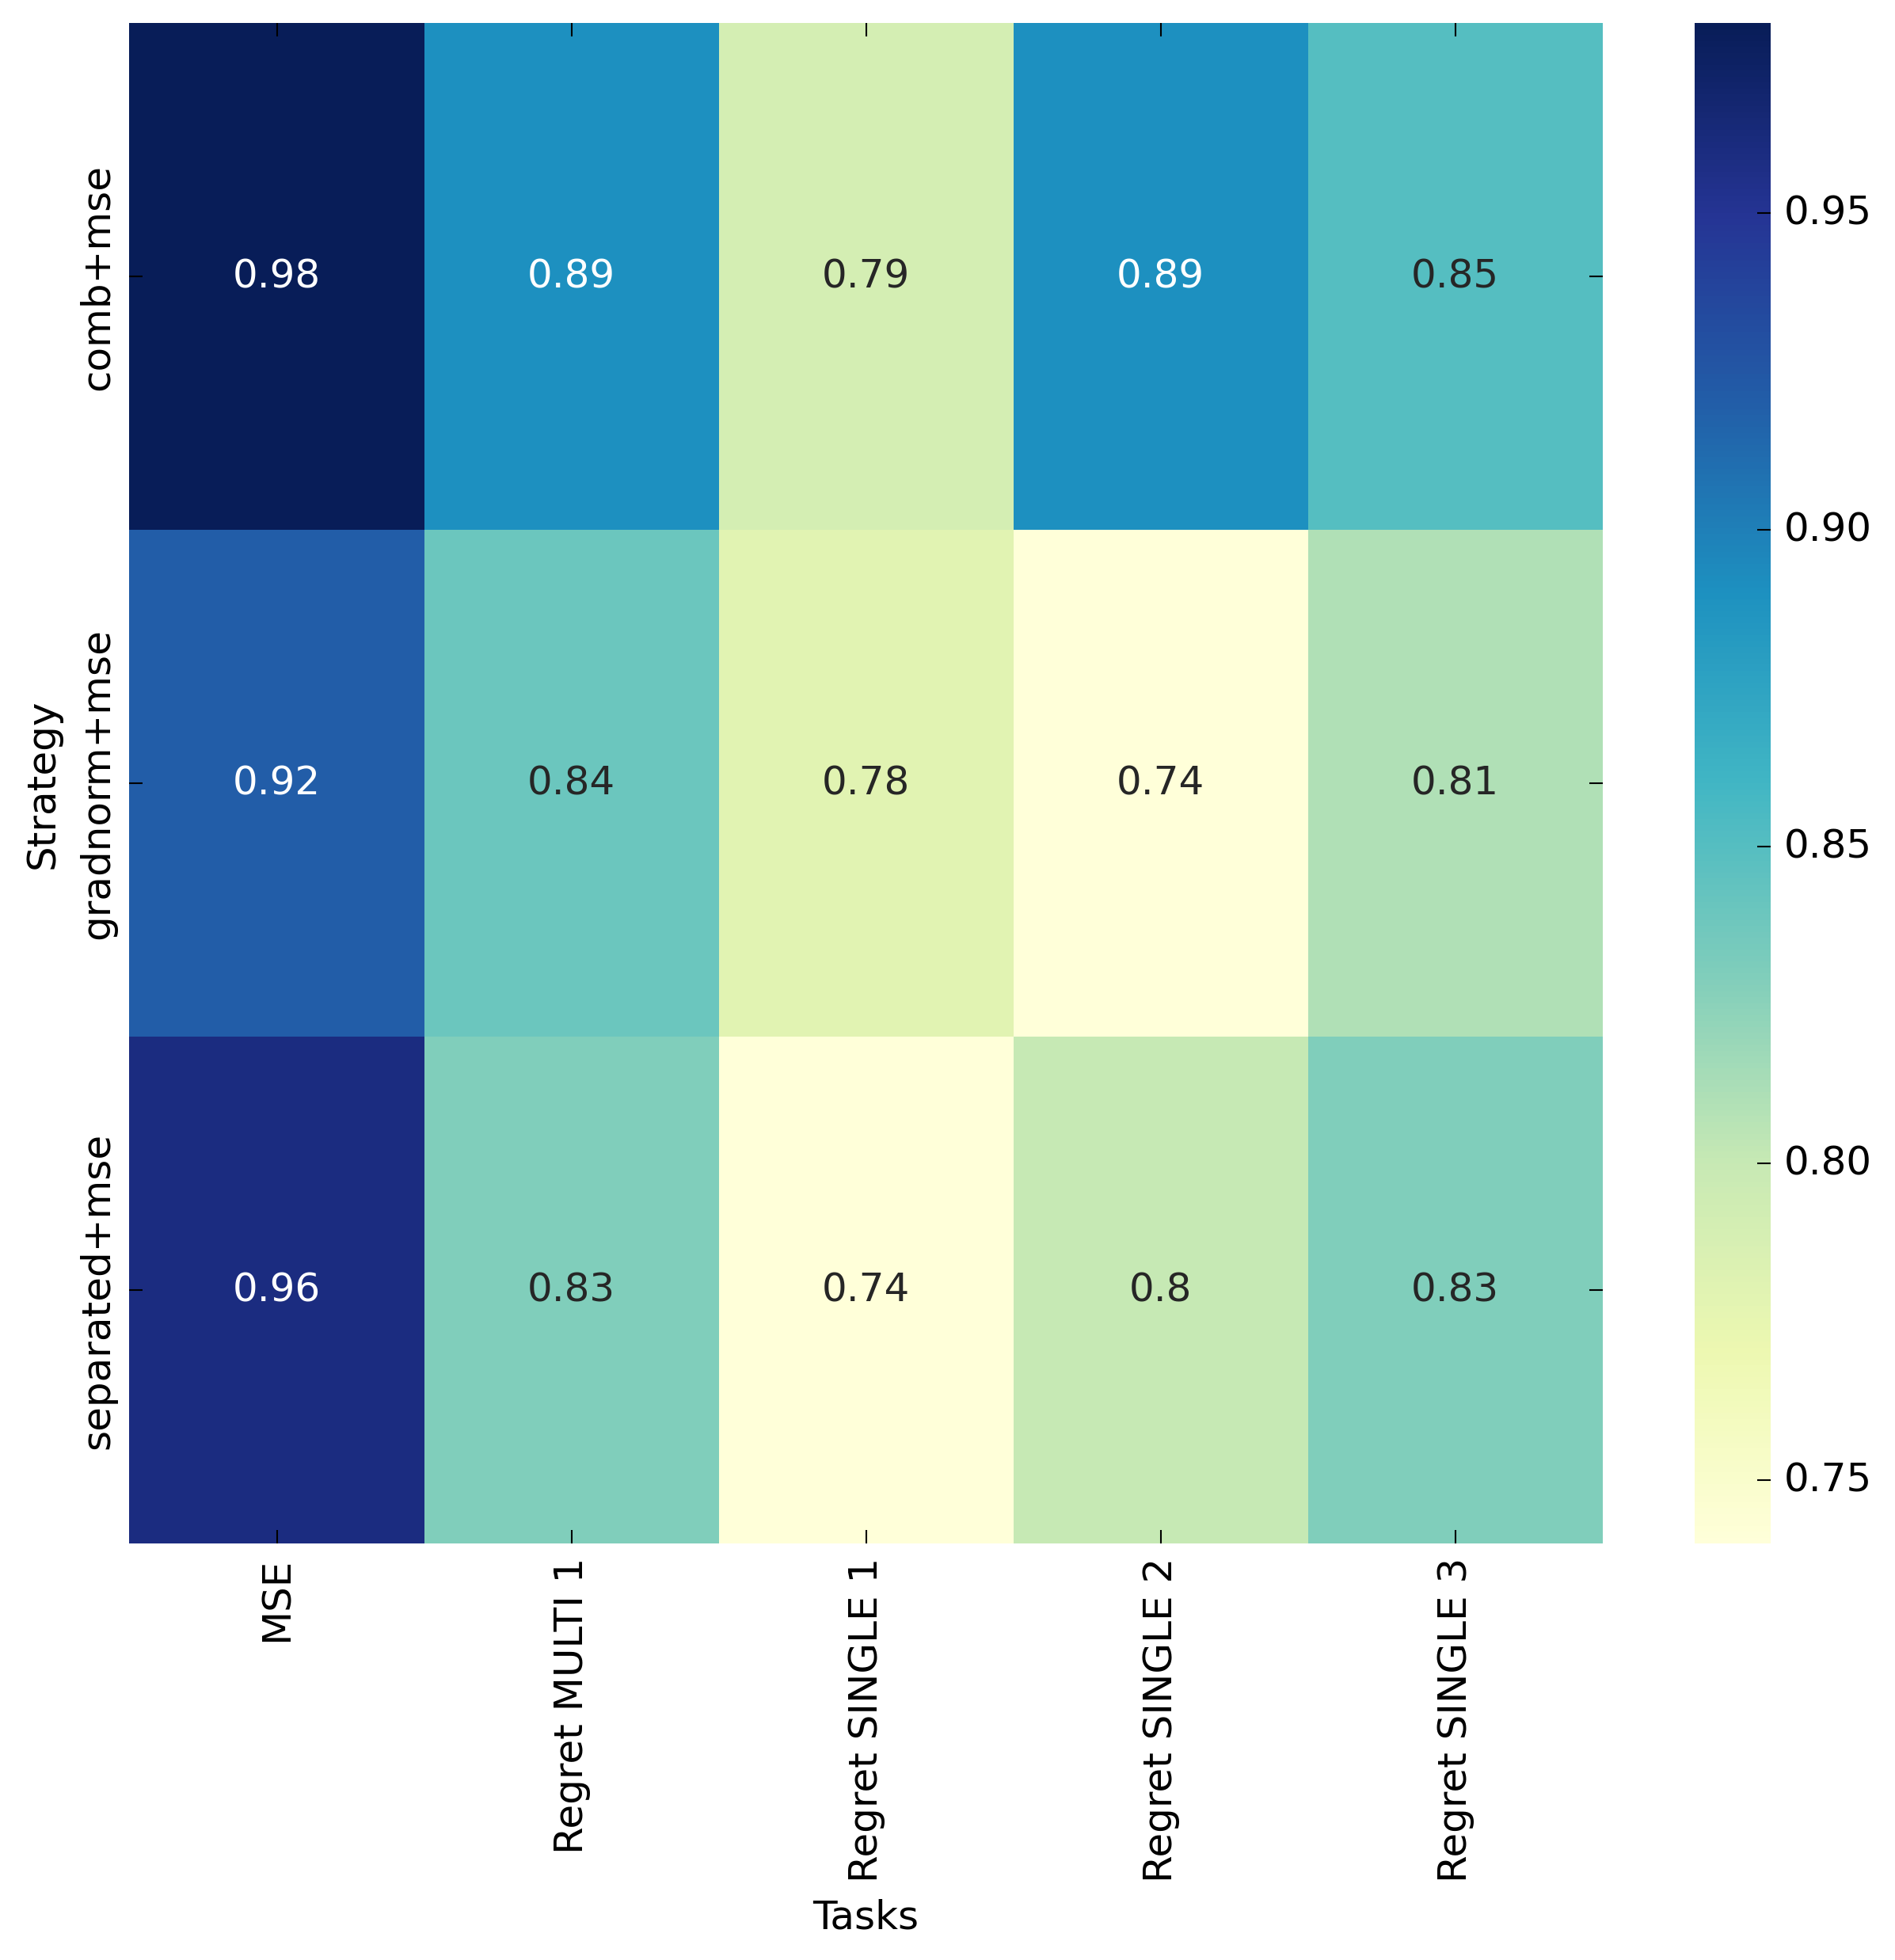 Strategy
comb+mse
0.98 0.89 0.79 0.89 0.85
gradnorm+mse
0.92 0.84 0.78 0.74 0.81
separated+mse
0.96 0.83 0.74 0.8 0.83
MSE
Regret MULTI 1
Regret SINGLE 1
Regret SINGLE 2
Regret SINGLE 3
Tasks
0.95
0.90
0.85
0.80
0.75